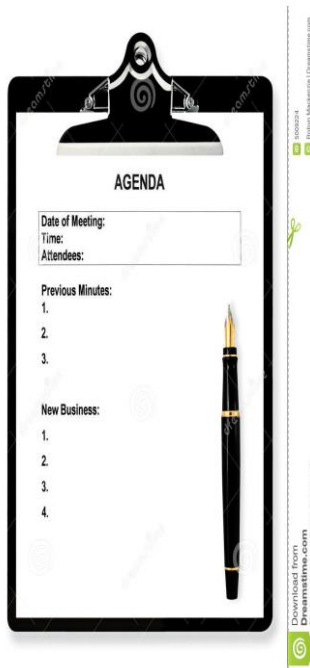 AGENDA
Date of Meeting:
Time:
Attendees:
Previous Minutes:
1.
2.
3.
New Business:
1.
2.
3.
4.
Download from
Dreamstime.com